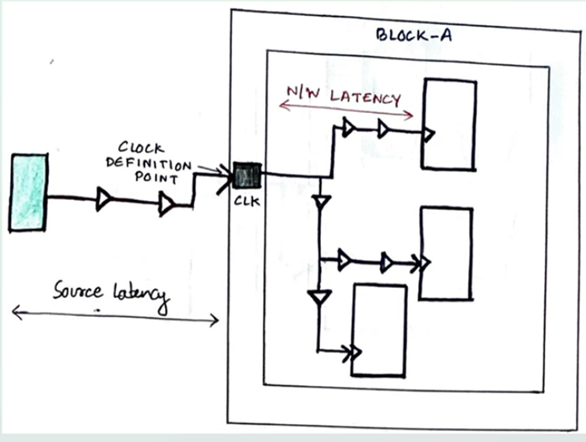 BLOCK-A
N/W LATENCY
CLOCK
DEFINITION
POINT
CLK
Source latency